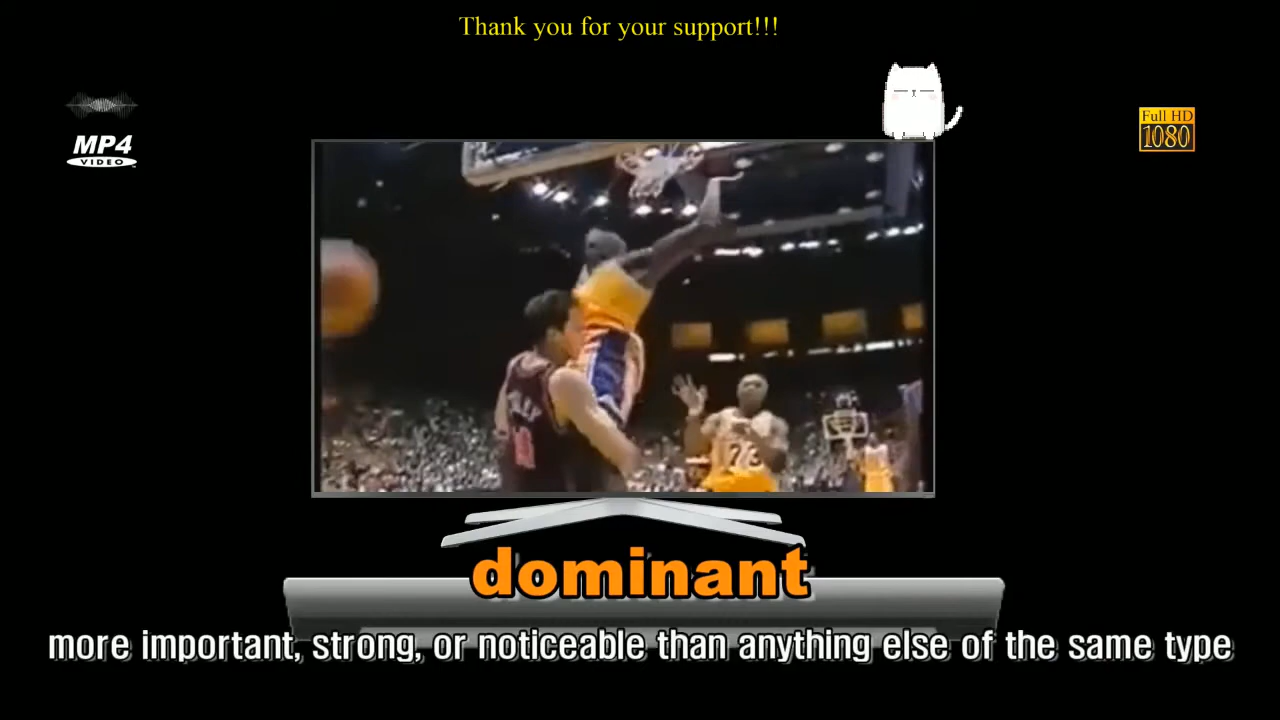 Thank you for your support!!!
MP4
VIDEO
Full HD
1080
dominant
more important, strong, or noticeable than anything else of the same type